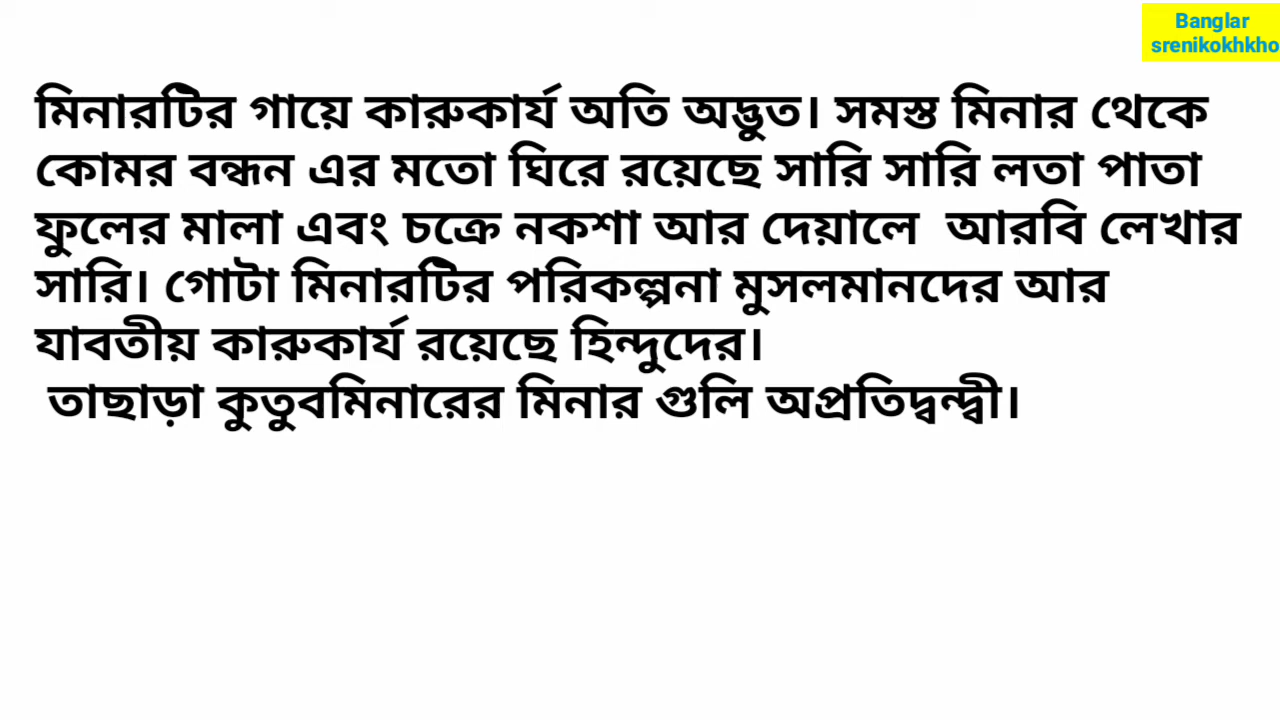 Banglar
srenikokhkho
মিনারটির গায়ে কারুকার্য অতি অদ্ভুত। সমস্ত মিনার থেকে
কোমর বন্ধন এর মতো ঘিরে রয়েছে সারি সারি লতা পাতা
ফুলের মালা এবং চক্রে নকশা আর দেয়ালে  আরবি লেখার
সারি। গোটা মিনারটির পরিকল্পনা মুসলমানদের আর
যাবতীয় কারুকার্য রয়েছে হিন্দুদের।
তাছাড়া কুতুবমিনারের মিনার গুলি অপ্রতিদ্বন্দ্বী।